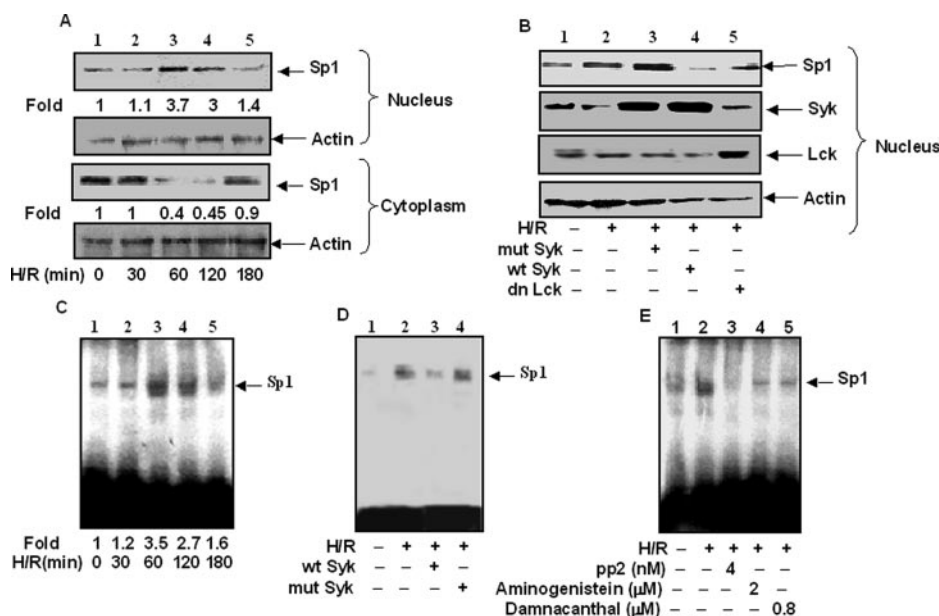 A
1 2 3 4 5
Sp1
Fold 1 1.1 3.7 3 1.4
Nucleus
Actin
Sp1
Fold 1 1 0.4 0.45 0.9
Cytoplasm
Actin
H/R (min) 0 30 60 120 180
B
1 2 3 4 5
Sp1
Syk
Nucleus
Lck
Actin
H/R – + + + +
mut Syk – – + – –
wt Syk – – – + –
dn Lck – – – – +
C
1 2 3 4 5
Sp1
Fold 1 1.2 3.5 2.7 1.6
H/R(min) 0 30 60 120 180
D
1 2 3 4
Sp1
H/R – + + +
wt Syk – – + –
mut Syk – – – +
E
1 2 3 4 5
Sp1
H/R – + + + +
pp2 (nM) – – 4 – –
Aminogenistein (µM) – – – 2 –
Damnacanthal (µM) – – – – 0.8